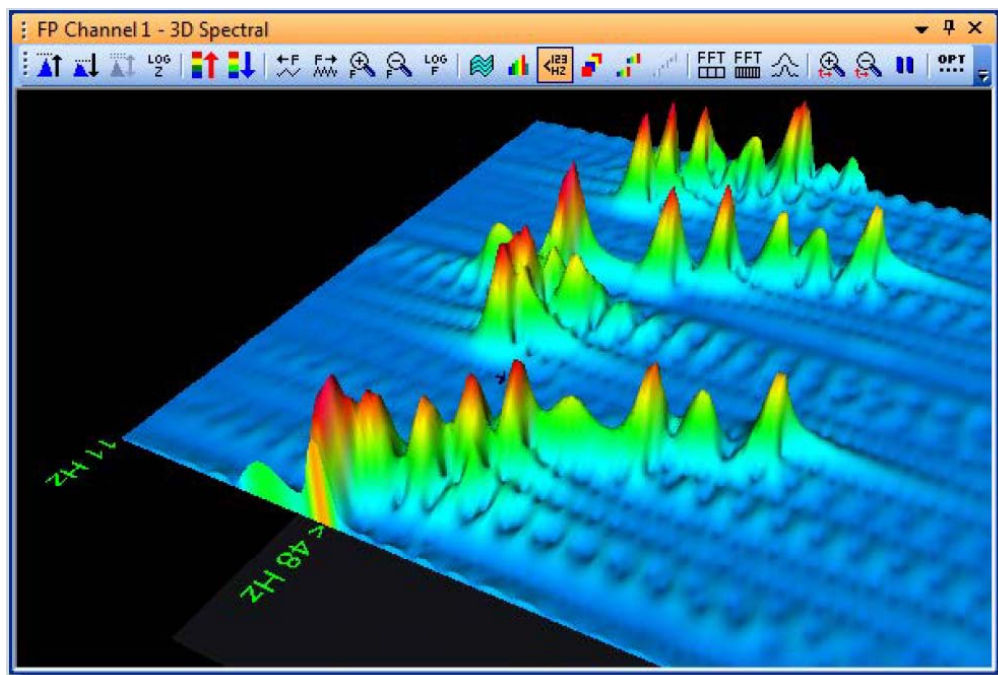 FP Channel 1 - 3D Spectral
LOG Z
F
F
F
F
LOG F
<123 HZ
FFT
FFT
OPT
11 Hz
< 48 Hz